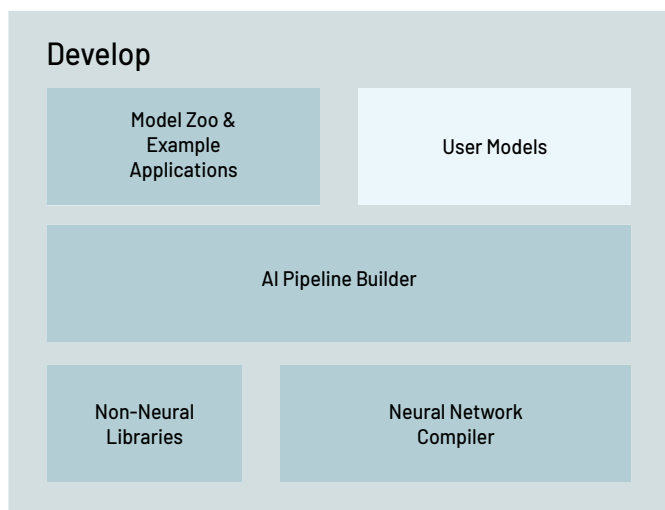 Develop
Model Zoo &
Example
Applications
User Models
AI Pipeline Builder
Non-Neural
Libraries
Neural Network
Compiler